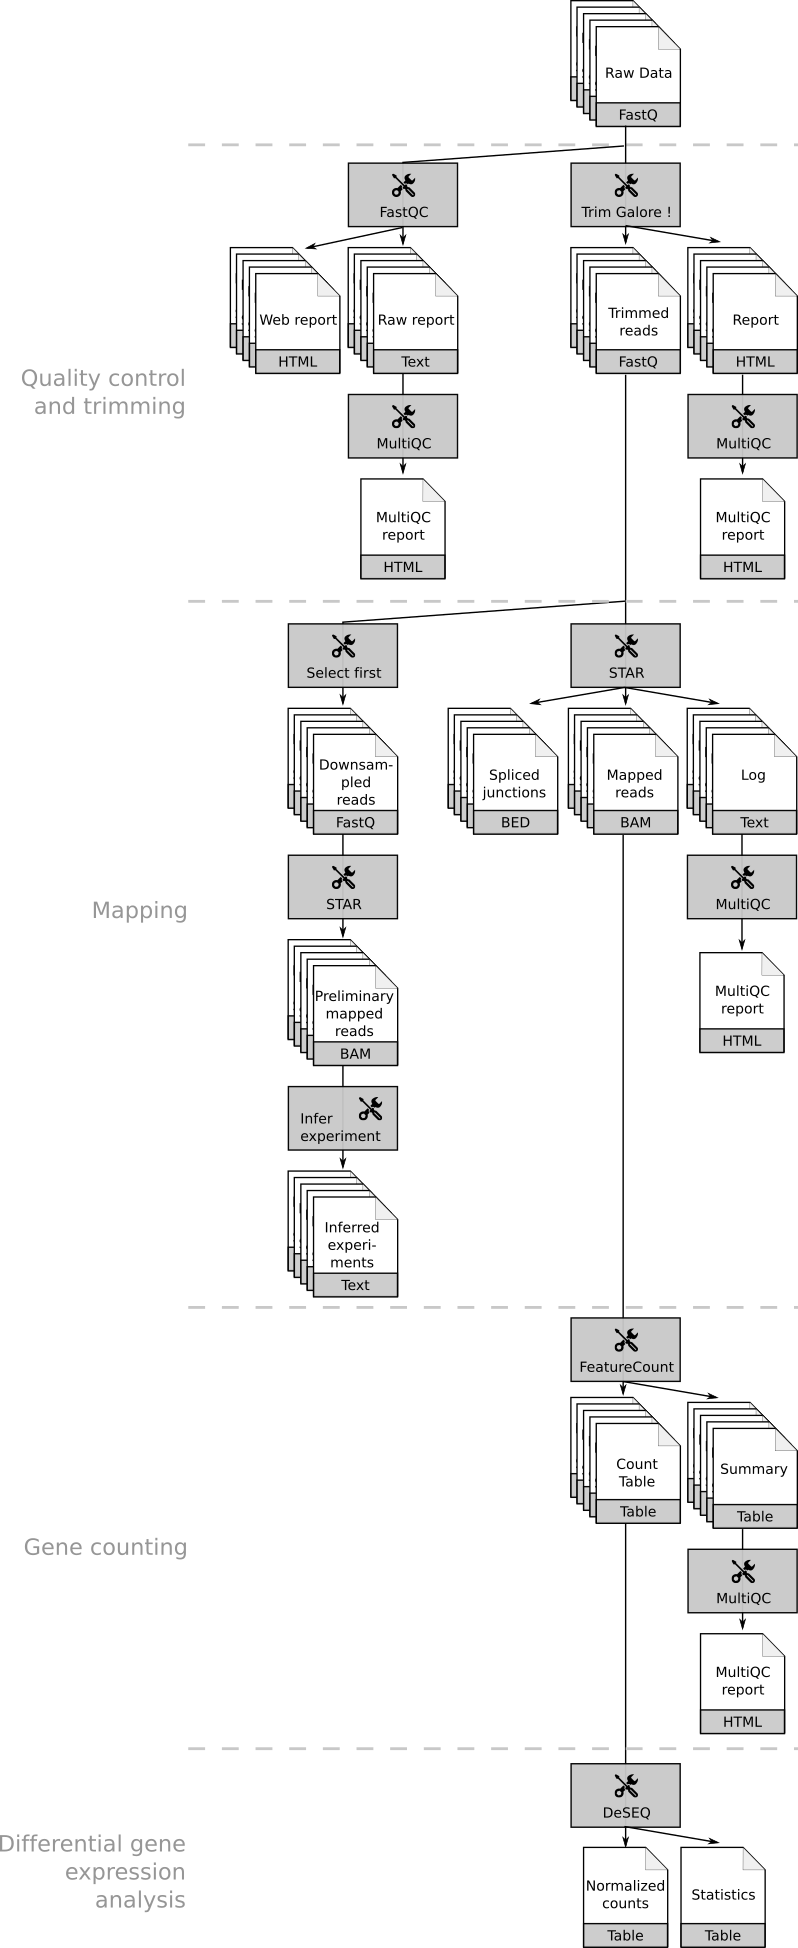 Raw Data
FastQ
FastQC
Trim Galore !
Web report
HTML
Raw report
Text
Trimmed
reads
FastQ
Report
HTML
Quality control
and trimming
MultiQC
MultiQC
MultiQC
report
HTML
MultiQC
report
HTML
Select first
STAR
Downsam-
pled
reads
FastQ
Spliced
junctions
BED
Mapped
reads
BAM
Log
Text
Mapping
STAR
MultiQC
Preliminary
mapped
reads
BAM
MultiQC
report
HTML
Infer
experiment
Inferred
experi-
ments
Text
FeatureCount
Count
Table
Table
Summary
Table
Gene counting
MultiQC
MultiQC
report
HTML
DeSEQ
Differential gene
expression
analysis
Normalized
counts
Table
Statistics
Table